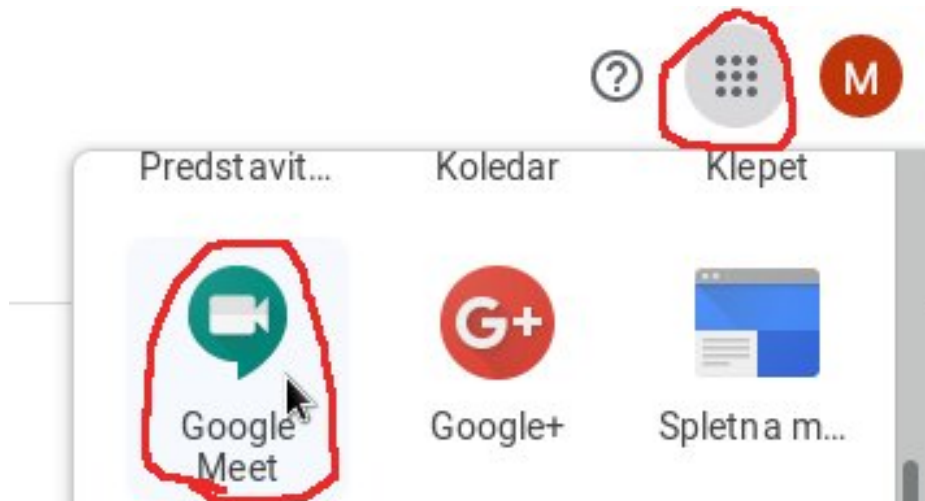 M
Predstavit...
Koledar
Klepet
G+
Google
Meet
Google+
Spletna m...